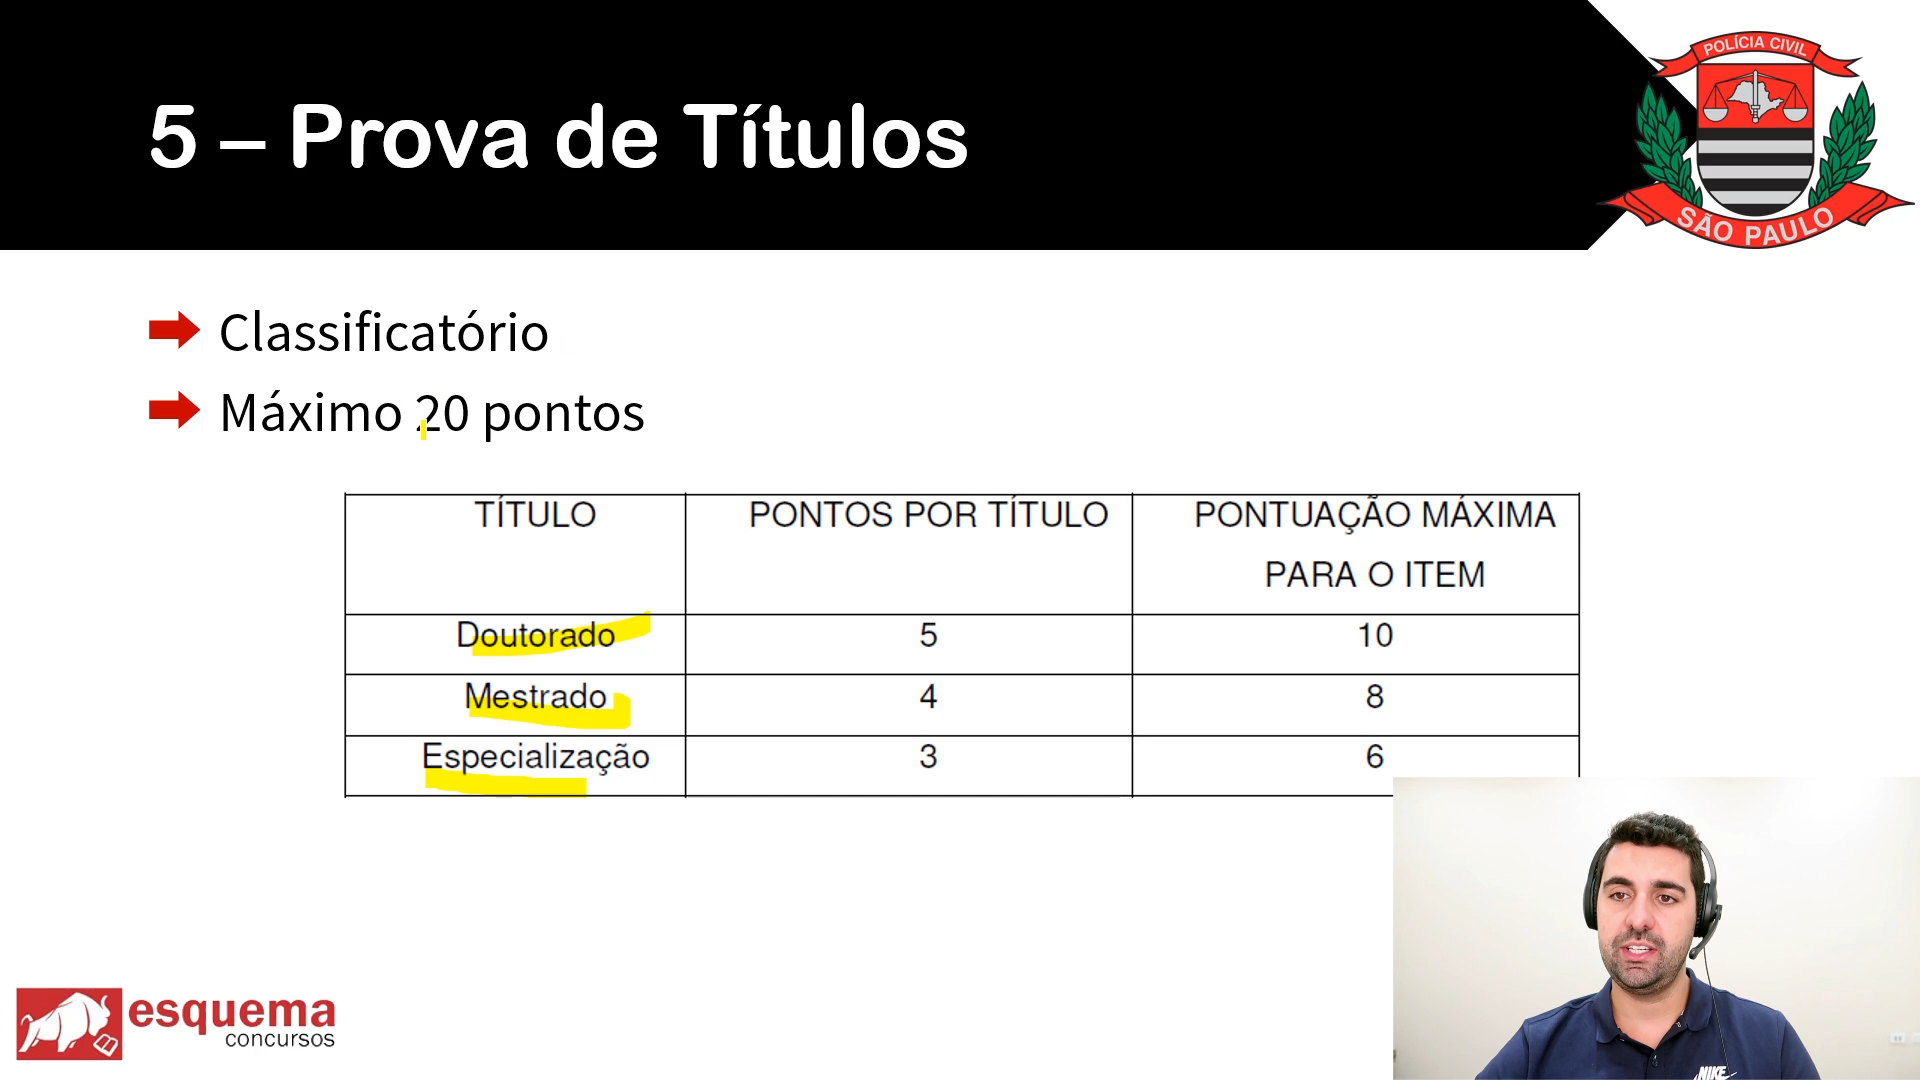 POLÍCIA CIVIL
5 – Prova de Títulos
SÃO PAULO
Classificatório
Máximo 20 pontos
TÍTULO PONTOS POR TÍTULO PONTUAÇÃO MÁXIMA
PARA O ITEM
Doutorado 5 10
Mestrado 4 8
Especialização 3 6
esquema
concursos
NIKE